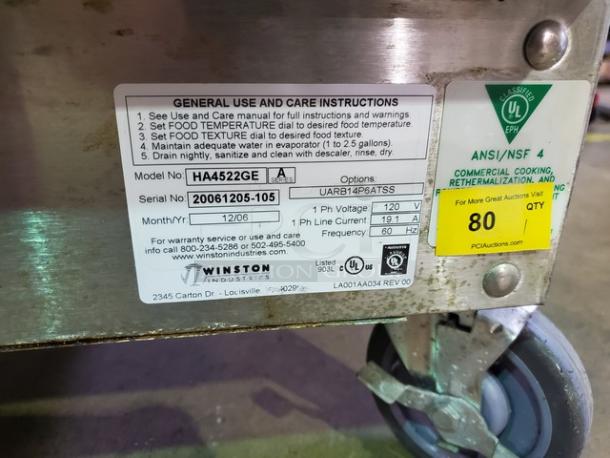 GENERAL USE AND CARE INSTRUCTIONS
1. See Use and Care manual for full instructions and warnings.
2. Set FOOD TEMPERATURE dial to desired food temperature.
3. Set FOOD TEXTURE dial to desired food texture.
4. Maintain adequate water in evaporator (1 to 2.5 gallons).
5. Drain nightly, sanitize and clean with descaler, rinse, dry.
Model No: HA4522GE A SERIES
Options:
UARB14P6ATSS
Serial No: 20061205-105
Month/Yr 12/06
1 Ph Voltage: 120 V
1 Ph Line Current: 19.1 A
Frequency: 60 Hz
For warranty service or use and care
info call 800-234-5286 or 502-495-5400
www.winstonindustries.com
WINSTON
INDUSTRIES
Listed
903L
C UL US
2345 Carton Dr. - Louisville,
LA001AA034 REV 00
CLASSIFIED
UL
EPH
ANSI/NSF 4
COMMERCIAL COOKING,
RETHERMALIZATION, AND
For More Great Auctions Visit
80
QTY
PCIAuctions.com